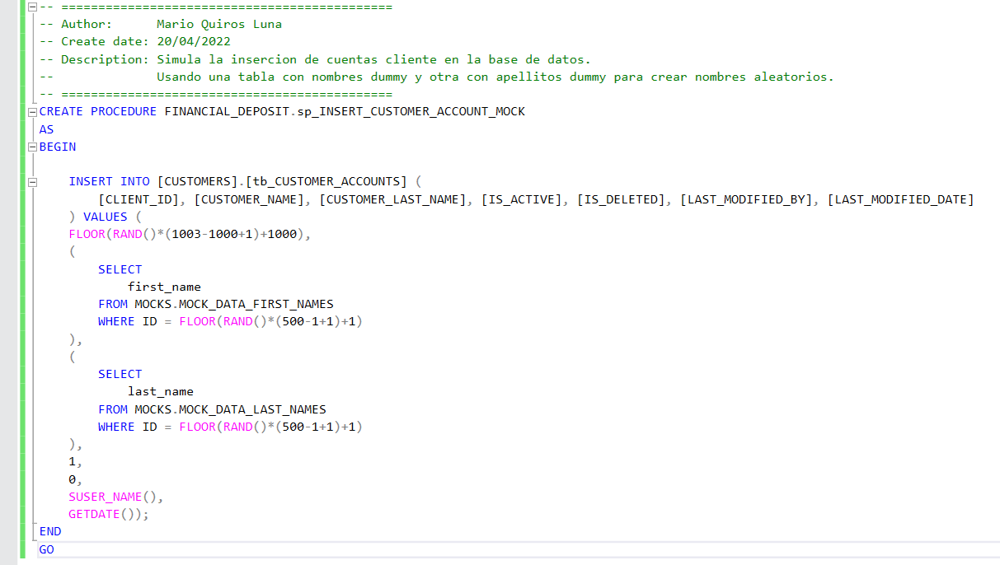 -- =============================================
-- Author:      Mario Quiros Luna
-- Create date: 20/04/2022
-- Description: Simula la insercion de cuentas cliente en la base de datos.
--              Usando una tabla con nombres dummy y otra con apellitos dummy para crear nombres aleatorios.
-- =============================================
CREATE PROCEDURE FINANCIAL_DEPOSIT.sp_INSERT_CUSTOMER_ACCOUNT_MOCK
AS
BEGIN
    INSERT INTO [CUSTOMERS].[tb_CUSTOMER_ACCOUNTS] (
        [CLIENT_ID], [CUSTOMER_NAME], [CUSTOMER_LAST_NAME], [IS_ACTIVE], [IS_DELETED], [LAST_MODIFIED_BY], [LAST_MODIFIED_DATE]
    ) VALUES (
    FLOOR(RAND()*(1003-1000+1)+1000),
    (
        SELECT
            first_name
        FROM MOCKS.MOCK_DATA_FIRST_NAMES
        WHERE ID = FLOOR(RAND()*(500-1+1)+1)
    ),
    (
        SELECT
            last_name
        FROM MOCKS.MOCK_DATA_LAST_NAMES
        WHERE ID = FLOOR(RAND()*(500-1+1)+1)
    ),
    1,
    0,
    SUSER_NAME(),
    GETDATE());
END
GO